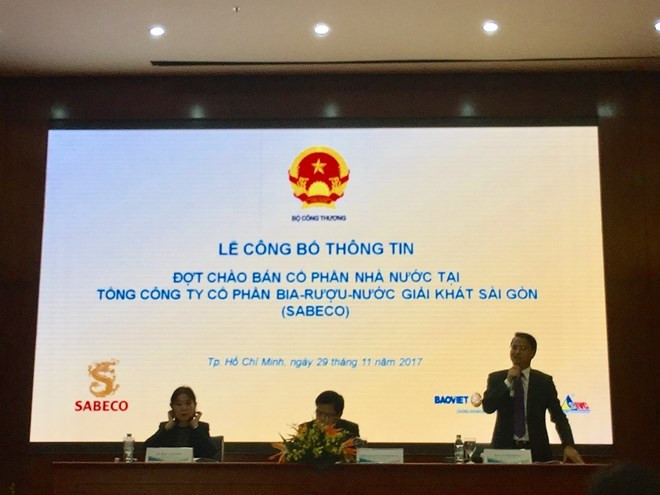 BỘ CÔNG THƯƠNG
LỄ CÔNG BỐ THÔNG TIN
ĐỢT CHÀO BÁN CỔ PHẦN NHÀ NƯỚC TẠI
TỔNG CÔNG TY CỔ PHẦN BIA-RƯỢU-NƯỚC GIẢI KHÁT SÀI GÒN
(SABECO)
Tp. Hồ Chí Minh, ngày 29 tháng 11 năm 2017
SABECO
BAOVIET